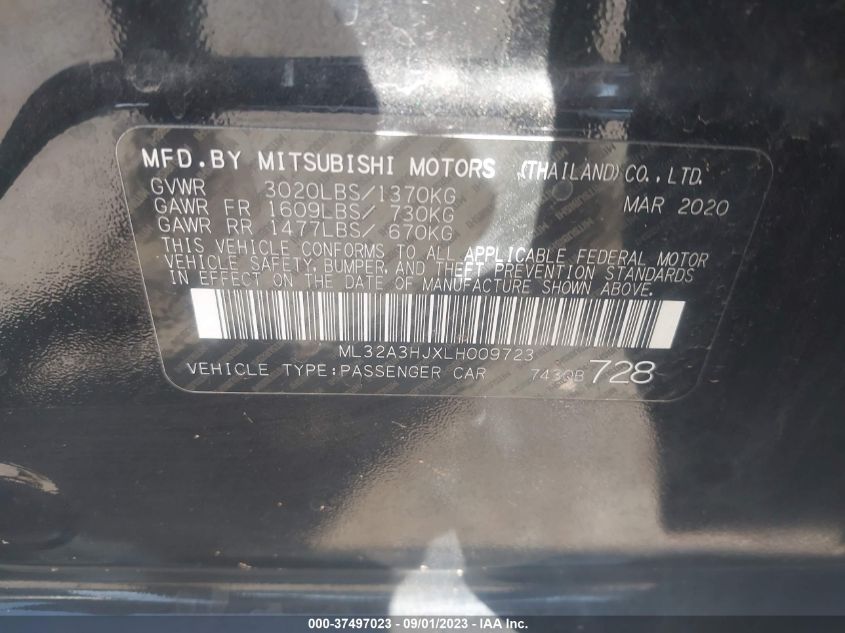 MFD.BY MITSUBISHI MOTORS (THAILAND) CO., LTD.
GVWR 3020LBS/1370KG MAR 2020
GAWR FR 1609LBS/ 730KG
GAWR RR 1477LBS/ 670KG
THIS VEHICLE CONFORMS TO ALL APPLICABLE FEDERAL MOTOR
VEHICLE SAFETY, BUMPER, AND THEFT PREVENTION STANDARDS
IN EFFECT ON THE DATE OF MANUFACTURE SHOWN ABOVE.
ML32A3HJXLH009723
VEHICLE TYPE:PASSENGER CAR 728
000-37497023 - 09/01/2023 - IAA Inc.